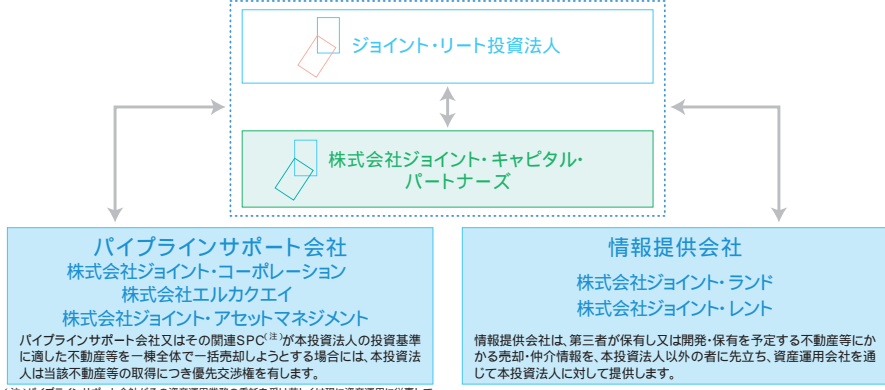 ジョイント・リート投資法人
株式会社ジョイント・キャピタル・
パートナーズ
パイプラインサポート会社
株式会社ジョイント・コーポレーション
株式会社エルカクエイ
株式会社ジョイント・アセットマネジメント
パイプラインサポート会社又はその関連SPC(注)が本投資法人の投資基準
に適した不動産等を一棟全体で一括売却しようとする場合には、本投資法
人は当該不動産等の取得につき優先交渉権を有します。
情報提供会社
株式会社ジョイント・ランド
株式会社ジョイント・レント
情報提供会社は、第三者が保有し又は開発・保有を予定する不動産等にか
かる売却・仲介情報を、本投資法人以外の者に先立ち、資産運用会社を通
じて本投資法人に対して提供します。